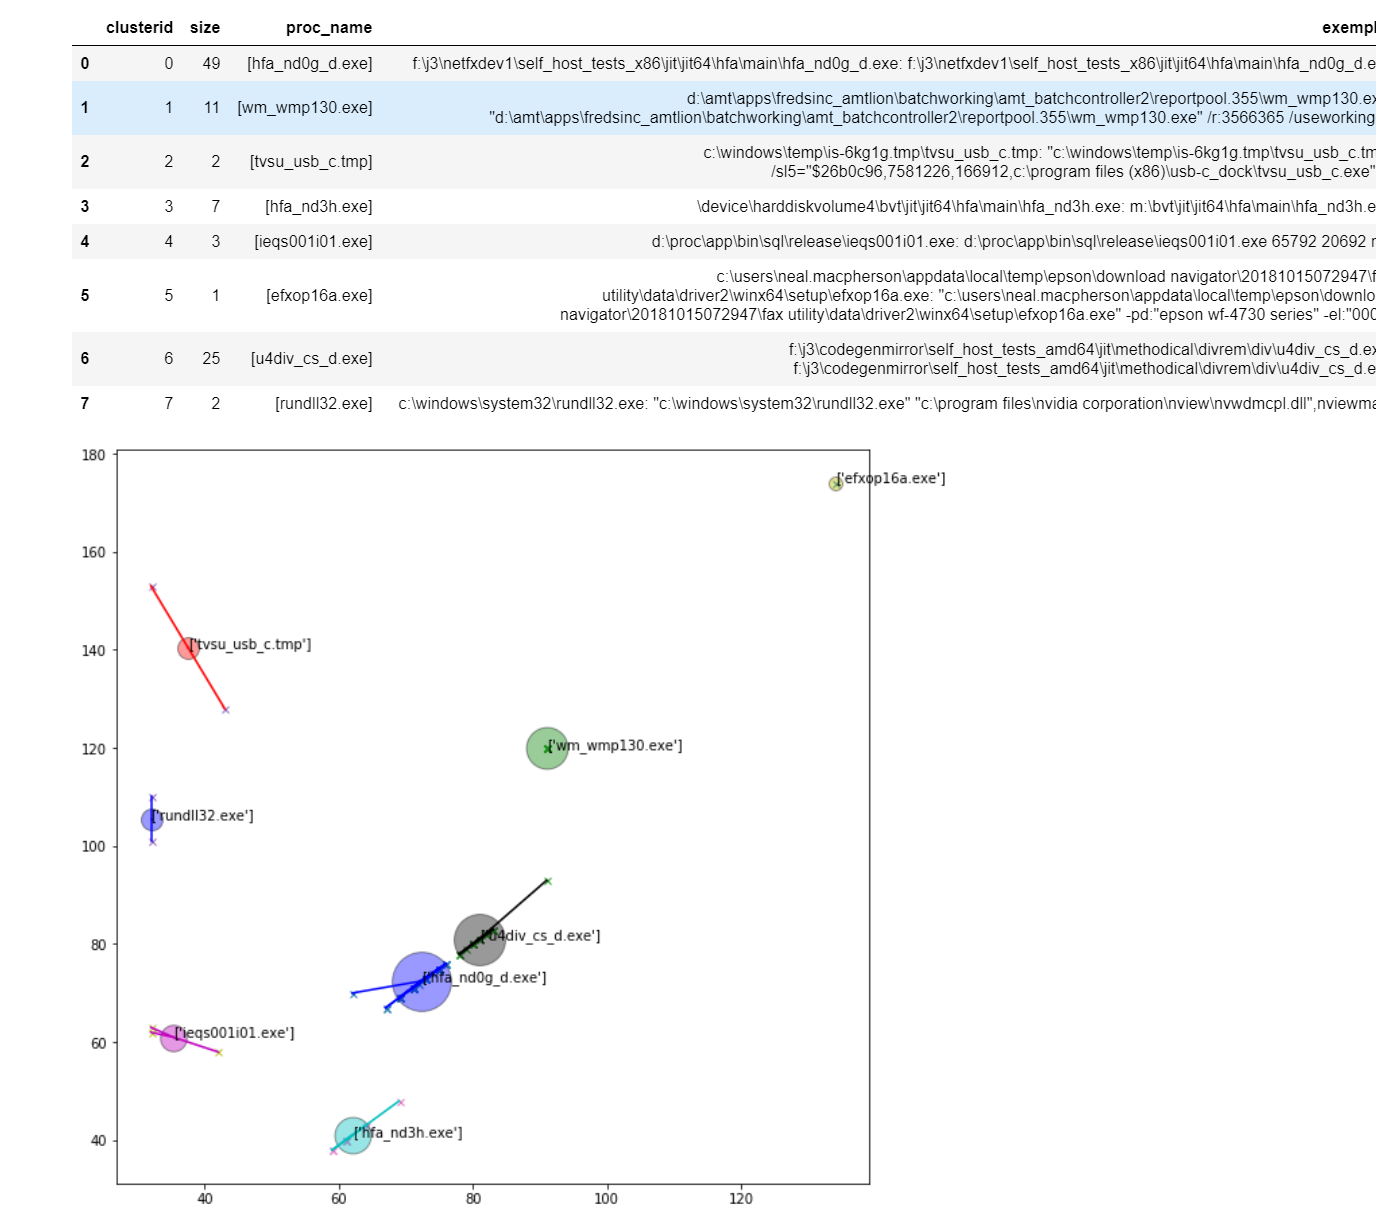 clusterid size proc_name exempl
0 0 49 [hfa_nd0g_d.exe] f:\j3\netfxdev1\self_host_tests_x86\jit\jit64\hfa\main\hfa_nd0g_d.exe: f:\j3\netfxdev1\self_host_tests_x86\jit\jit64\hfa\main\hfa_nd0g_d.e
d:\amt\apps\fredsinc_amtlion\batchworking\amt_batchcontroller2\reportpool.355\wm_wmp130.ex
1 1 11 [wm_wmp130.exe]
"d:\amt\apps\fredsinc_amtlion\batchworking\amt_batchcontroller2\reportpool.355\wm_wmp130.exe" /r:3566365 /useworking
c:\windows\temp\is-6kg1g.tmp\tvsu_usb_c.tmp: "c:\windows\temp\is-6kg1g.tmp\tvsu_usb_c.tm
2 2 2 [tvsu_usb_c.tmp]
/sl5="$26b0c96,7581226,166912,c:\program files (x86)\usb-c_dock\tvsu_usb_c.exe"
3 3 7 [hfa_nd3h.exe] \device\harddiskvolume4\bvt\jit\jit64\hfa\main\hfa_nd3h.exe: m:\bvt\jit\jit64\hfa\main\hfa_nd3h.e
4 4 3 [ieqs001i01.exe] d:\proc\app\bin\sql\release\ieqs001i01.exe: d:\proc\app\bin\sql\release\ieqs001i01.exe 65792 20692 r
c:\users\neal.macpherson\appdata\local\temp\epson\download navigator\20181015072947\f
5 5 1 [efxop16a.exe] utility\data\driver2\winx64\setup\efxop16a.exe: "c:\users\neal.macpherson\appdata\local\temp\epson\downlo
navigator\20181015072947\fax utility\data\driver2\winx64\setup\efxop16a.exe" -pd:"epson wf-4730 series" -el:"000
f:\j3\codegenmirror\self_host_tests_amd64\jit\methodical\divrem\div\u4div_cs_d.ex
6 6 25 [u4div_cs_d.exe]
f:\j3\codegenmirror\self_host_tests_amd64\jit\methodical\divrem\div\u4div_cs_d.e
7 7 2 [rundll32.exe] c:\windows\system32\rundll32.exe: "c:\windows\system32\rundll32.exe" "c:\program files\nvidia corporation\nview\nvwdmcpl.dll",nviewma
180
['efxop16a.exe']
160
140
['tvsu_usb_c.tmp']
120
['wm_wmp130.exe']
['rundll32.exe']
100
80
['u4div_cs_d.exe']
['hfa_nd0g_d.exe']
60
['ieqs001i01.exe']
40
['hfa_nd3h.exe']
40 60 80 100 120